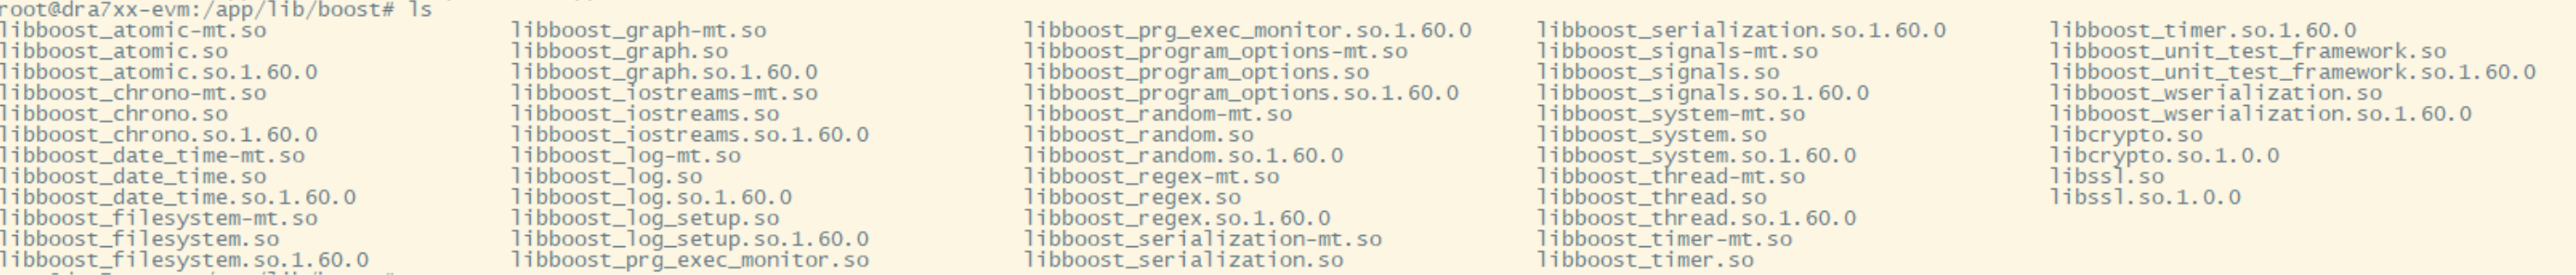 root@dra7xx-evm:/app/lib/boost# ls
libboost_atomic-mt.so libboost_graph-mt.so libboost_prg_exec_monitor.so.1.60.0 libboost_serialization.so.1.60.0 libboost_timer.so.1.60.0
libboost_atomic.so libboost_graph.so libboost_program_options-mt.so libboost_signals-mt.so libboost_unit_test_framework.so
libboost_atomic.so.1.60.0 libboost_graph.so.1.60.0 libboost_program_options.so libboost_signals.so libboost_unit_test_framework.so.1.60.0
libboost_chrono-mt.so libboost_iostreams-mt.so libboost_program_options.so.1.60.0 libboost_signals.so.1.60.0 libboost_wserialization.so
libboost_chrono.so libboost_iostreams.so libboost_random-mt.so libboost_system-mt.so libboost_wserialization.so.1.60.0
libboost_chrono.so.1.60.0 libboost_iostreams.so.1.60.0 libboost_random.so libboost_system.so libcrypto.so
libboost_date_time-mt.so libboost_log-mt.so libboost_random.so.1.60.0 libboost_system.so.1.60.0 libcrypto.so.1.0.0
libboost_date_time.so libboost_log.so libboost_regex-mt.so libboost_thread-mt.so libssl.so
libboost_date_time.so.1.60.0 libboost_log.so.1.60.0 libboost_regex.so libboost_thread.so libssl.so.1.0.0
libboost_filesystem-mt.so libboost_log_setup.so libboost_regex.so.1.60.0 libboost_thread.so.1.60.0
libboost_filesystem.so libboost_log_setup.so.1.60.0 libboost_serialization-mt.so libboost_timer-mt.so
libboost_filesystem.so.1.60.0 libboost_prg_exec_monitor.so libboost_serialization.so libboost_timer.so